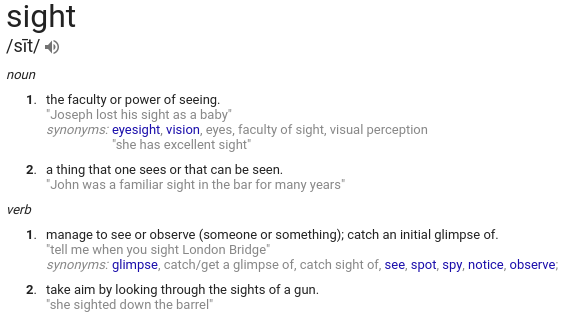 sight
/sīt/
noun
1. the faculty or power of seeing.
"Joseph lost his sight as a baby"
synonyms: eyesight, vision, eyes, faculty of sight, visual perception
"she has excellent sight"
2. a thing that one sees or that can be seen.
"John was a familiar sight in the bar for many years"
verb
1. manage to see or observe (someone or something); catch an initial glimpse of.
"tell me when you sight London Bridge"
synonyms: glimpse, catch/get a glimpse of, catch sight of, see, spot, spy, notice, observe;
2. take aim by looking through the sights of a gun.
"she sighted down the barrel"